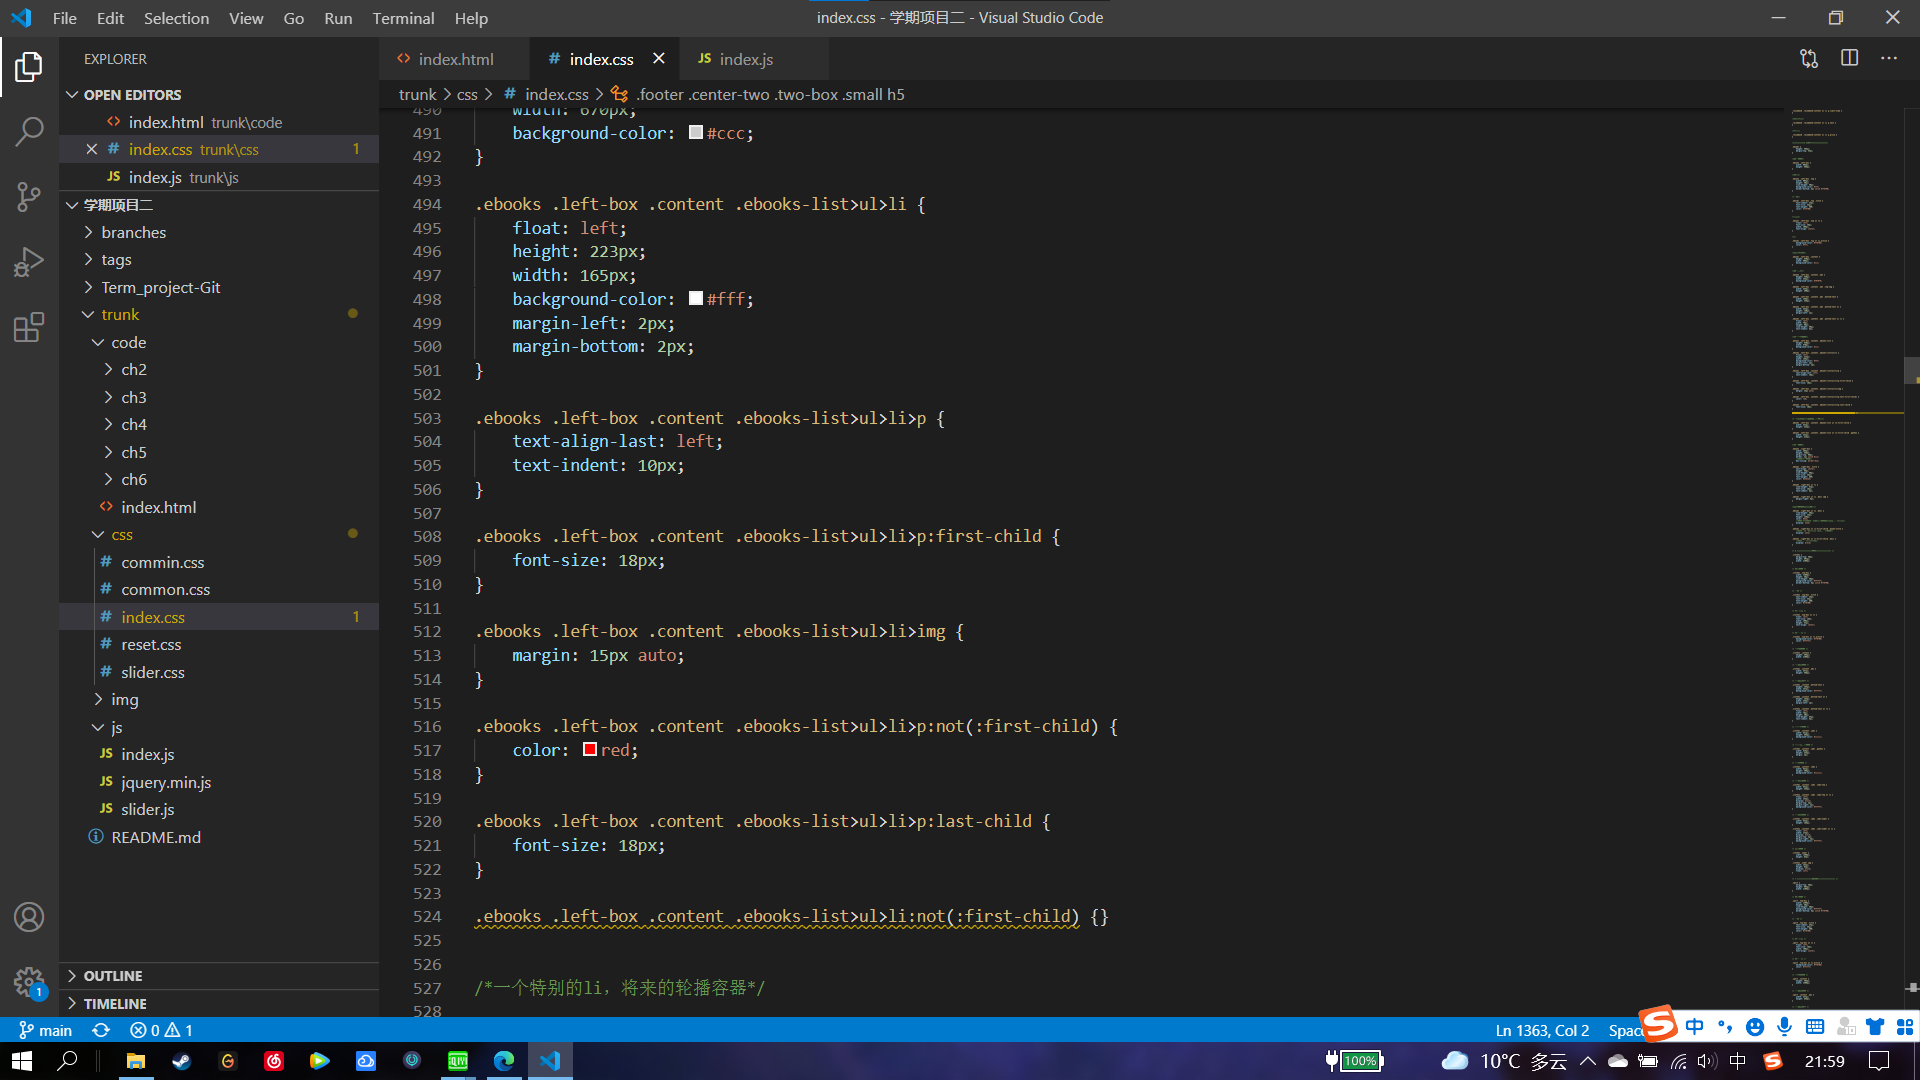 File Edit Selection View Go Run Terminal Help
index.css - 学期项目二 - Visual Studio Code
EXPLORER
OPEN EDITORS
index.html trunk\code
index.css trunk\css 1
JS index.js trunk\js
学期项目二
branches
tags
Term_project-Git
trunk
code
ch2
ch3
ch4
ch5
ch6
index.html
css
commin.css
common.css
index.css 1
reset.css
slider.css
img
js
JS index.js
JS jquery.min.js
JS slider.js
README.md
OUTLINE
TIMELINE
index.html
# index.css
JS index.js
trunk > css > # index.css > .footer .center-two .two-box .small h5
490 width: 670px;
491 background-color: #ccc;
492 }
493
494 .ebooks .left-box .content .ebooks-list>ul>li {
495 float: left;
496 height: 223px;
497 width: 165px;
498 background-color: #fff;
499 margin-left: 2px;
500 margin-bottom: 2px;
501 }
502
503 .ebooks .left-box .content .ebooks-list>ul>li>p {
504 text-align-last: left;
505 text-indent: 10px;
506 }
507
508 .ebooks .left-box .content .ebooks-list>ul>li>p:first-child {
509 font-size: 18px;
510 }
511
512 .ebooks .left-box .content .ebooks-list>ul>li>img {
513 margin: 15px auto;
514 }
515
516 .ebooks .left-box .content .ebooks-list>ul>li>p:not(:first-child) {
517 color: red;
518 }
519
520 .ebooks .left-box .content .ebooks-list>ul>li>p:last-child {
521 font-size: 18px;
522 }
523
524 .ebooks .left-box .content .ebooks-list>ul>li:not(:first-child) {}
525
526
527 /*一个特别的li，将来的轮播容器*/
528
1
main 0 1
Ln 1363, Col 2
中
100%
10°C 多云
中
21:59